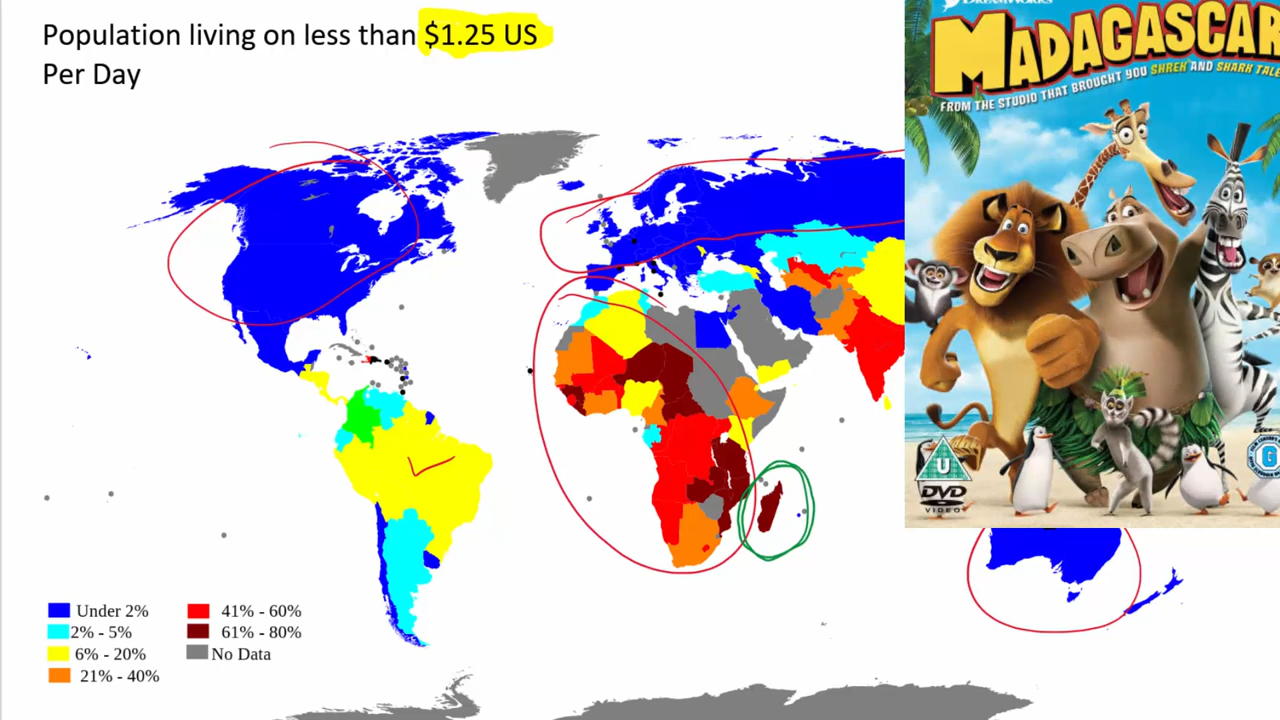 Population living on less than $1.25 US
Per Day
DREAMWORKS
MADAGASCAR
FROM THE STUDIO THAT BROUGHT YOU SHREK AND SHARK TALE
U
DVD
VIDEO
G
Under 2%
2% - 5%
6% - 20%
21% - 40%
41% - 60%
61% - 80%
No Data